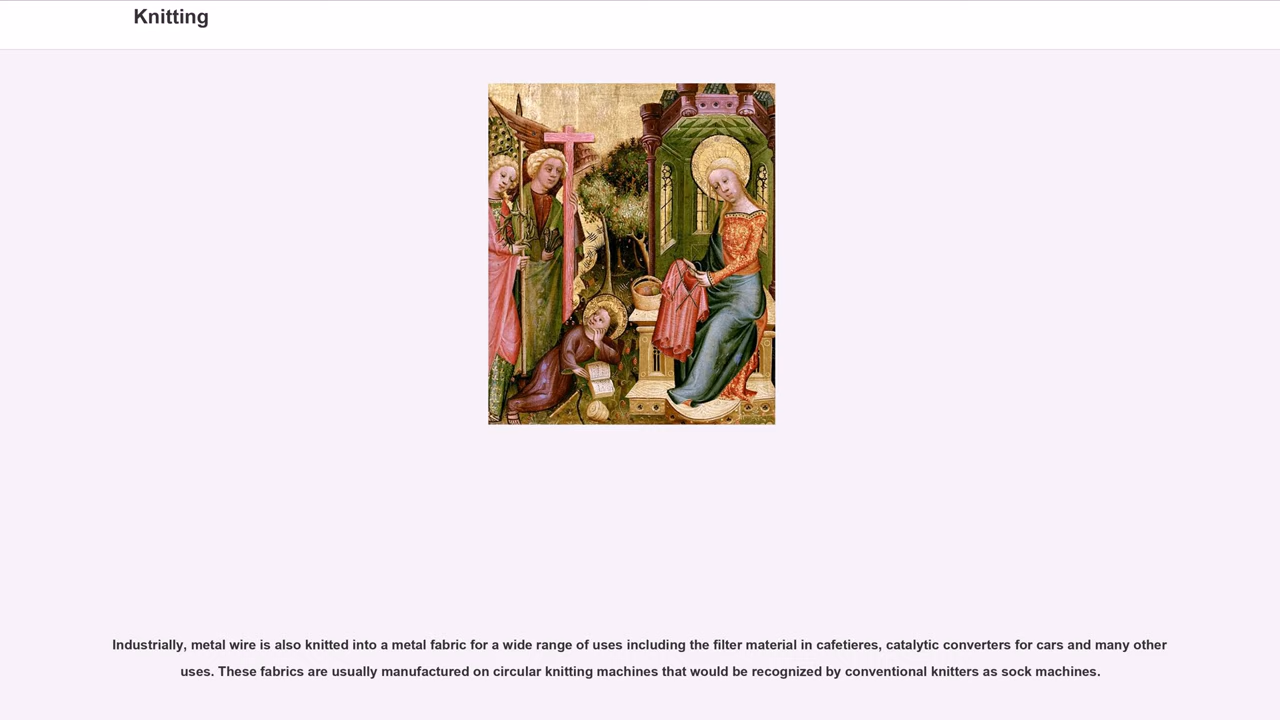 Knitting
Industrially, metal wire is also knitted into a metal fabric for a wide range of uses including the filter material in cafetieres, catalytic converters for cars and many other
uses. These fabrics are usually manufactured on circular knitting machines that would be recognized by conventional knitters as sock machines.